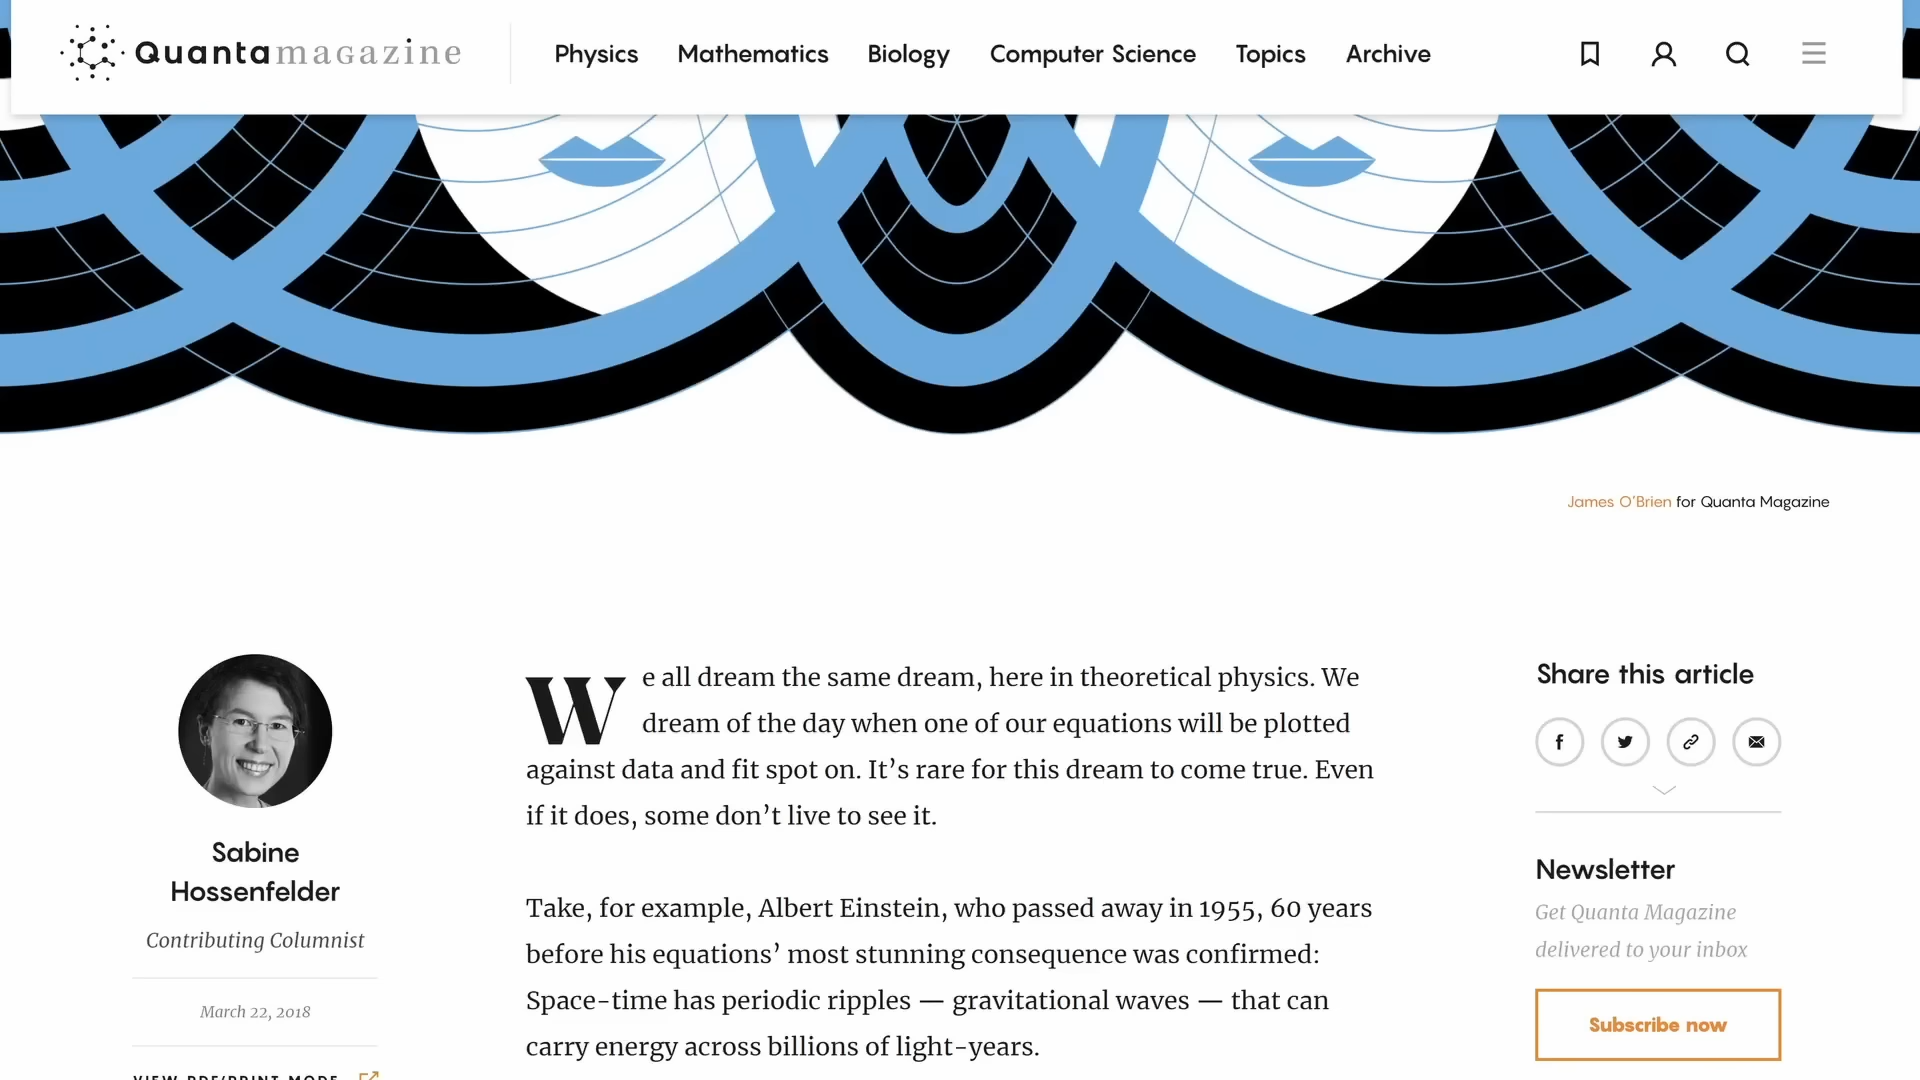 Quantamagazine
Physics
Mathematics
Biology
Computer Science
Topics
Archive
James O'Brien for Quanta Magazine
Sabine
Hossenfelder
Contributing Columnist
March 22, 2018
VIEW PDF/PRINT MODE
We all dream the same dream, here in theoretical physics. We
dream of the day when one of our equations will be plotted
against data and fit spot on. It’s rare for this dream to come true. Even
if it does, some don’t live to see it.
Take, for example, Albert Einstein, who passed away in 1955, 60 years
before his equations’ most stunning consequence was confirmed:
Space-time has periodic ripples — gravitational waves — that can
carry energy across billions of light-years.
Share this article
Newsletter
Get Quanta Magazine
delivered to your inbox
Subscribe now